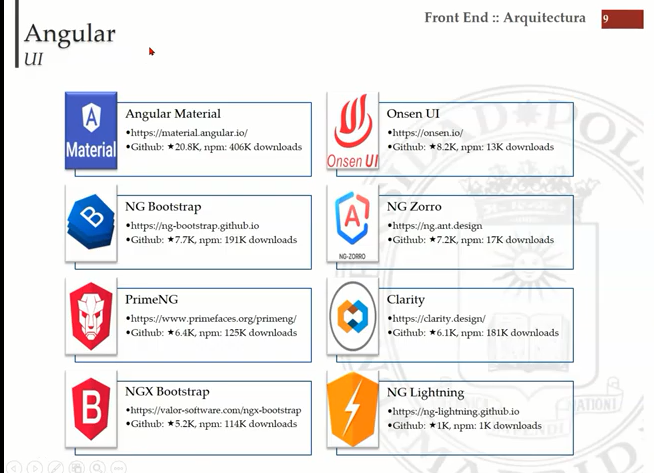 Front End :: Arquitectura
9
Angular
UI
Material
Angular Material
•https://material.angular.io/
•Github: ★20.8K, npm: 406K downloads
Onsen UI
Onsen UI
•https://onsen.io/
•Github: ★8.2K, npm: 13K downloads
B
NG Bootstrap
•https://ng-bootstrap.github.io
•Github: ★7.7K, npm: 191K downloads
A
NG-ZORRO
NG Zorro
•https://ng.ant.design
•Github: ★7.2K, npm: 17K downloads
PrimeNG
•https://www.primefaces.org/primeng/
•Github: ★6.4K, npm: 125K downloads
Clarity
•https://clarity.design/
•Github: ★6.1K, npm: 181K downloads
B
NGX Bootstrap
•https://valor-software.com/ngx-bootstrap
•Github: ★5.2K, npm: 114K downloads
NG Lightning
•https://ng-lightning.github.io
•Github: ★1K, npm: 1K downloads